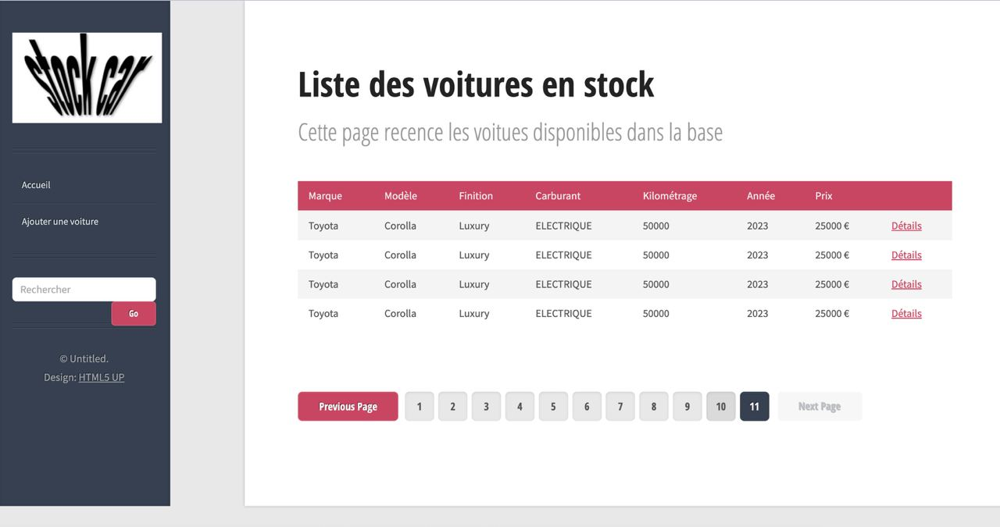 stock car
Accueil
Ajouter une voiture
Rechercher
Go
© Untitled.
Design: HTML5 UP
Liste des voitures en stock
Cette page recence les voitues disponibles dans la base
Marque Modèle Finition Carburant Kilométrage Année Prix
Toyota Corolla Luxury ELECTRIQUE 50000 2023 25000 € Détails
Toyota Corolla Luxury ELECTRIQUE 50000 2023 25000 € Détails
Toyota Corolla Luxury ELECTRIQUE 50000 2023 25000 € Détails
Toyota Corolla Luxury ELECTRIQUE 50000 2023 25000 € Détails
Previous Page 1 2 3 4 5 6 7 8 9 10 11 Next Page